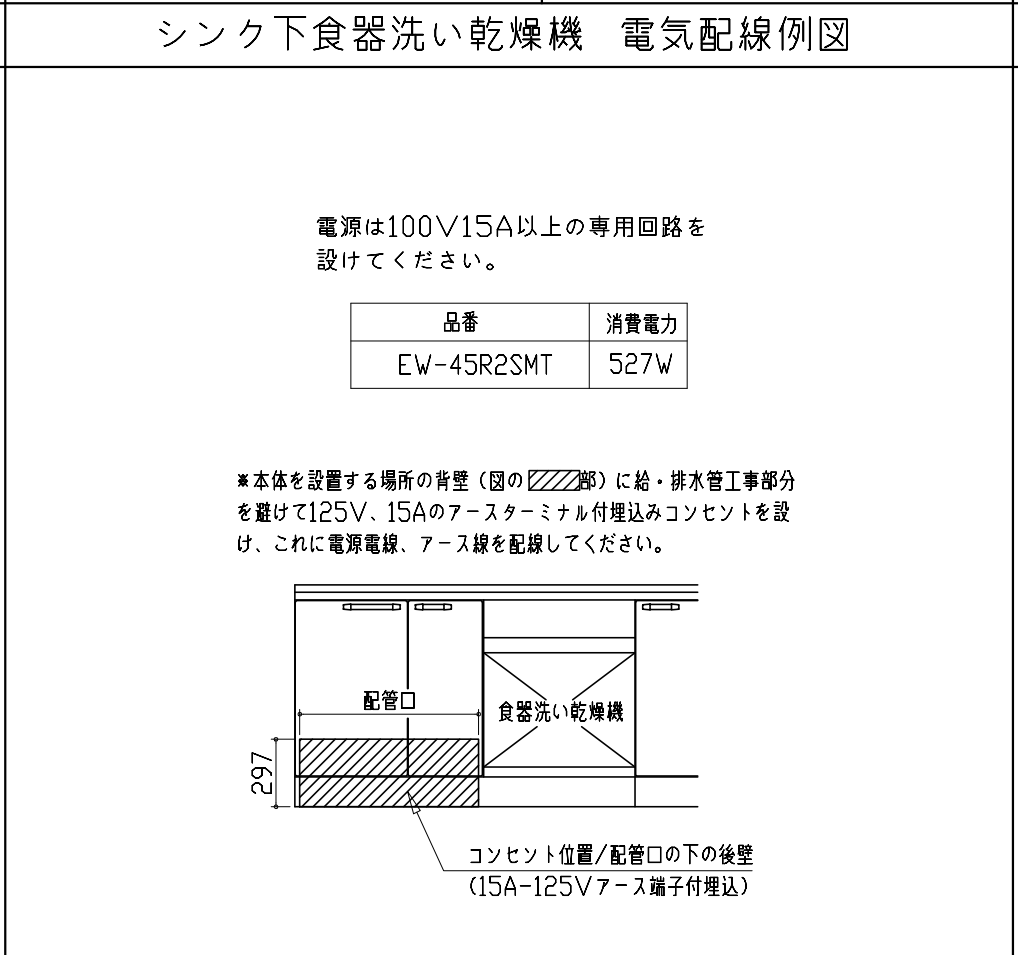 シンク下食器洗い乾燥機　電気配線例図
電源は100V15A以上の専用回路を
設けてください。
品番　消費電力
EW-45R2SMT　527W
※本体を設置する場所の背壁（図の　部）に給・排水管工事部分
を避けて125V、15Aのアースターミナル付埋込みコンセントを設
け、これに電源電線、アース線を配線してください。
配管口
食器洗い乾燥機
297
コンセント位置/配管口の下の後壁
(15A-125Vアース端子付埋込)